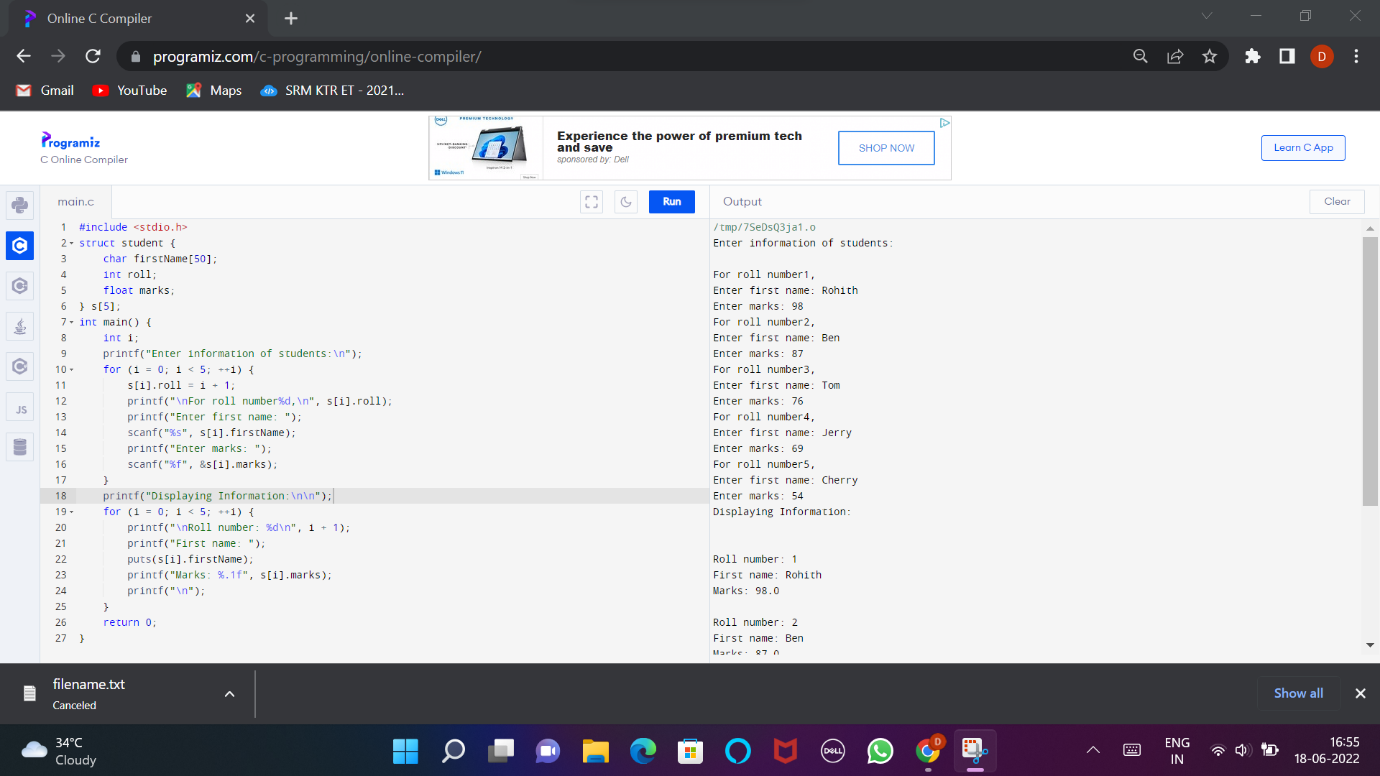 Online C Compiler
programiz.com/c-programming/online-compiler/
D
Gmail
YouTube
Maps
SRM KTR ET - 2021...
Programiz
C Online Compiler
DELL
PREMIUM TECHNOLOGY
Windows 11
Experience the power of premium tech
and save
sponsored by: Dell
SHOP NOW
Learn C App
main.c
Run
JS
1 #include <stdio.h>
2 struct student {
3 char firstName[50];
4 int roll;
5 float marks;
6 } s[5];
7 int main() {
8 int i;
9 printf("Enter information of students:\n");
10 for (i = 0; i < 5; ++i) {
11 s[i].roll = i + 1;
12 printf("\nFor roll number%d,\n", s[i].roll);
13 printf("Enter first name: ");
14 scanf("%s", s[i].firstName);
15 printf("Enter marks: ");
16 scanf("%f", &s[i].marks);
17 }
18 printf("Displaying Information:\n\n");
19 for (i = 0; i < 5; ++i) {
20 printf("\nRoll number: %d\n", i + 1);
21 printf("First name: ");
22 puts(s[i].firstName);
23 printf("Marks: %.1f", s[i].marks);
24 printf("\n");
25 }
26 return 0;
27 }
Output
Clear
/tmp/7SeDsQ3ja1.o
Enter information of students:
For roll number1,
Enter first name: Rohith
Enter marks: 98
For roll number2,
Enter first name: Ben
Enter marks: 87
For roll number3,
Enter first name: Tom
Enter marks: 76
For roll number4,
Enter first name: Jerry
Enter marks: 69
For roll number5,
Enter first name: Cherry
Enter marks: 54
Displaying Information:
Roll number: 1
First name: Rohith
Marks: 98.0
Roll number: 2
First name: Ben
Marks: 87.0
filename.txt
Canceled
Show all
34°C
Cloudy
DELL
D
ENG
IN
16:55
18-06-2022